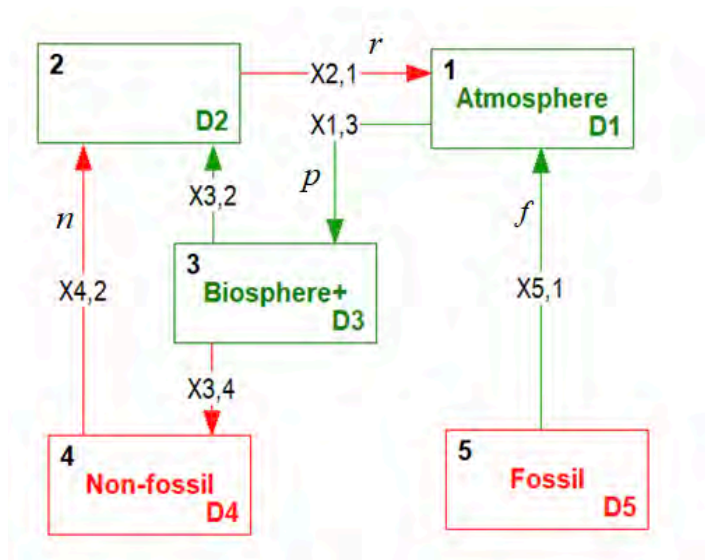 2
D2
X2,1
r
1
Atmosphere
D1
X1,3
p
X3,2
n
f
3
Biosphere+
D3
X4,2
X5,1
X3,4
4
Non-fossil
D4
5
Fossil
D5